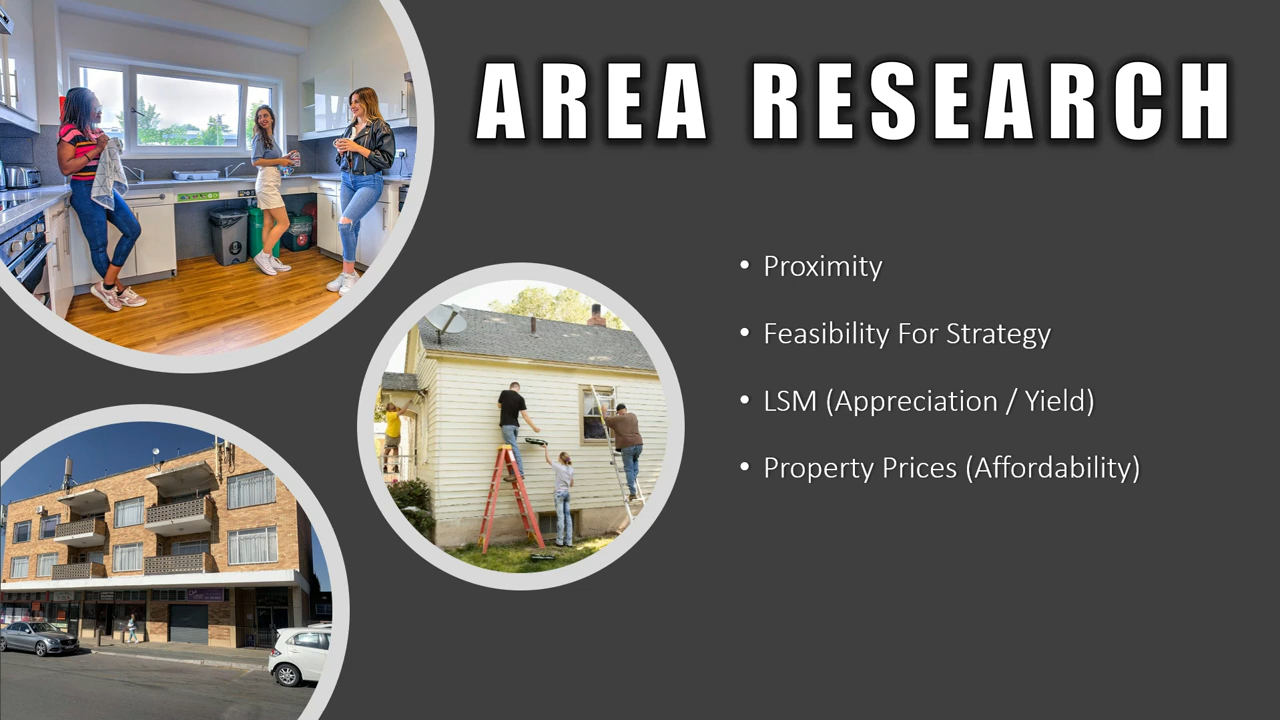 AREA RESEARCH
• Proximity
• Feasibility For Strategy
• LSM (Appreciation / Yield)
• Property Prices (Affordability)